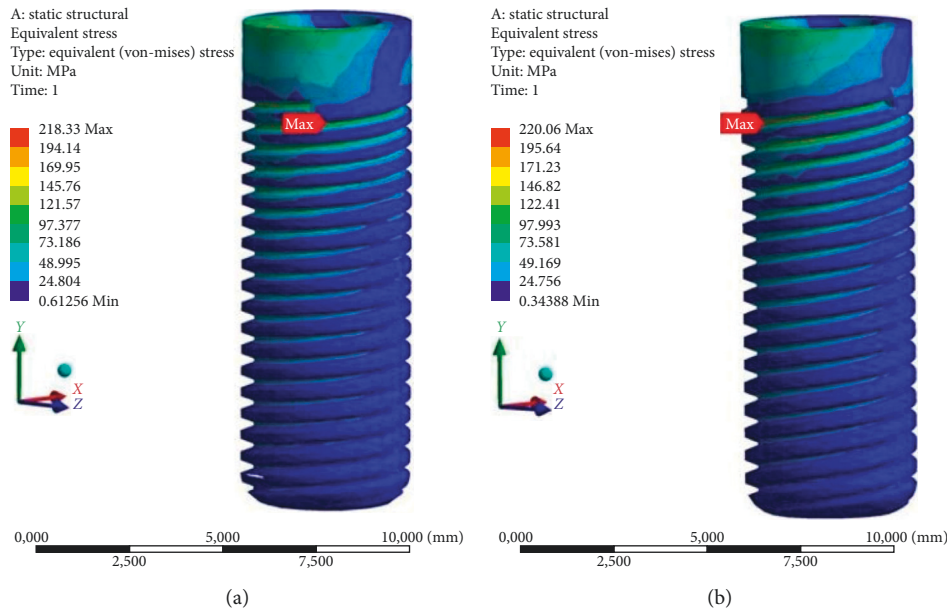 A: static structural
Equivalent stress
Type: equivalent (von-mises) stress
Unit: MPa
Time: 1
218.33 Max
194.14
169.95
145.76
121.57
97.377
73.186
48.995
24.804
0.61256 Min
Max
Y
X
Z
0,000 5,000 10,000 (mm)
2,500 7,500
(a)
A: static structural
Equivalent stress
Type: equivalent (von-mises) stress
Unit: MPa
Time: 1
220.06 Max
195.64
171.23
146.82
122.41
97.993
73.581
49.169
24.756
0.34388 Min
Max
Y
X
Z
0,000 5,000 10,000 (mm)
2,500 7,500
(b)